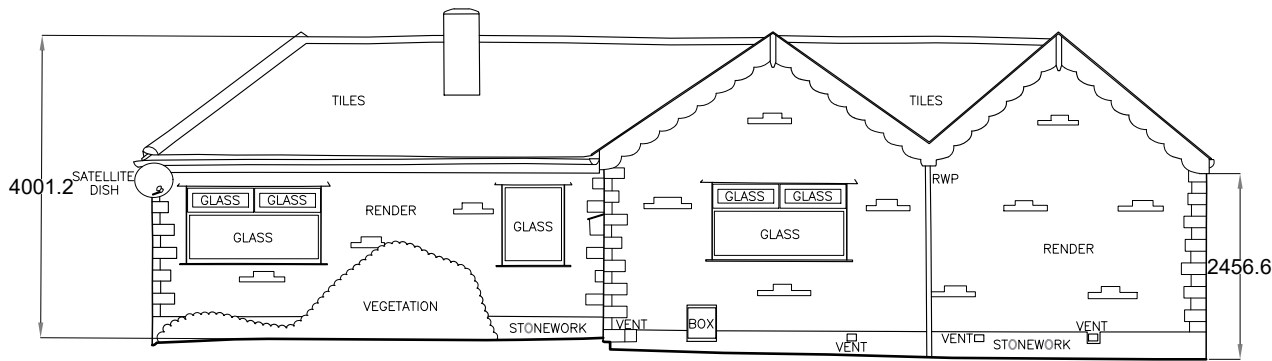 TILES
TILES
4001.2
SATELLITE
DISH
RWP
GLASS
GLASS
GLASS
GLASS
RENDER
GLASS
GLASS
GLASS
RENDER
2456.6
VEGETATION
STONEWORK
VENT
BOX
VENT
VENT
VENT
STONEWORK